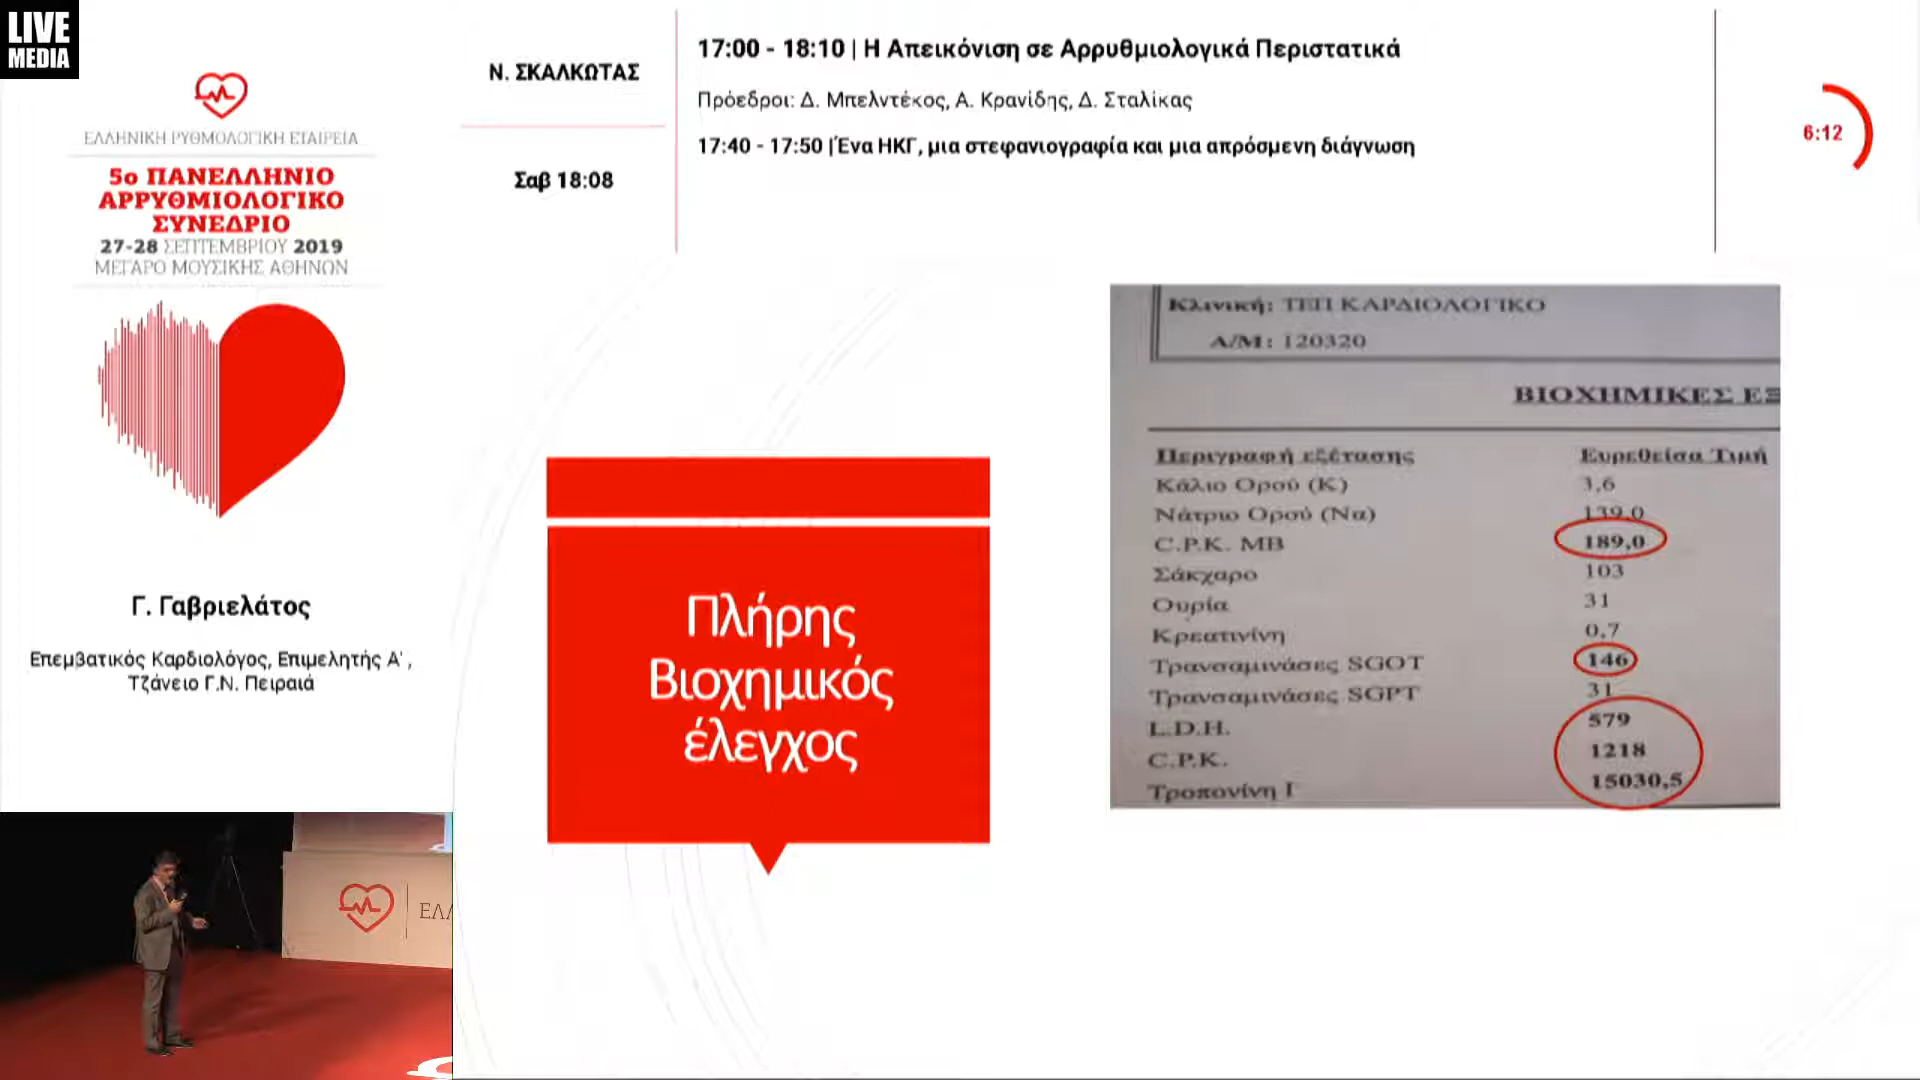 LIVE
MEDIA
ΕΛΛΗΝΙΚΗ ΡΥΘΜΟΛΟΓΙΚΗ ΕΤΑΙΡΕΙΑ
5ο ΠΑΝΕΛΛΗΝΙΟ
ΑΡΡΥΘΜΙΟΛΟΓΙΚΟ
ΣΥΝΕΔΡΙΟ
27-28 ΣΕΠΤΕΜΒΡΙΟΥ 2019
ΜΕΓΑΡΟ ΜΟΥΣΙΚΗΣ ΑΘΗΝΩΝ
Γ. Γαβριελάτος
Επεμβατικός Καρδιολόγος, Επιμελητής Α' ,
Τζάνειο Γ.Ν. Πειραιά
Ν. ΣΚΑΛΚΩΤΑΣ
Σαβ 18:08
17:00 - 18:10 | Η Απεικόνιση σε Αρρυθμιολογικά Περιστατικά
Πρόεδροι: Δ. Μπελντέκος, Α. Κρανίδης, Δ. Σταλίκας
17:40 - 17:50 |Ένα ΗΚΓ, μια στεφανιογραφία και μια απρόσμενη διάγνωση
6:12
Πλήρης
Βιοχημικός
έλεγχος
Κλινική: ΤΕΠ ΚΑΡΔΙΟΛΟΓΙΚΟ
Α/Μ: 120320
ΒΙΟΧΗΜΙΚΕΣ ΕΞ
Περιγραφή εξέτασης Ευρεθείσα Τιμή
Κάλιο Ορού (Κ) 3,6
Νάτριο Ορού (Να) 139,0
C.P.K. MB 189,0
Σάκχαρο 103
Ουρία 31
Κρεατινίνη 0,7
Τρανσαμινάσες SGOT 146
Τρανσαμινάσες SGPT 31
L.D.H. 579
C.P.K. 1218
Τροπονίνη Ι 15030,5
ΕΛΛ